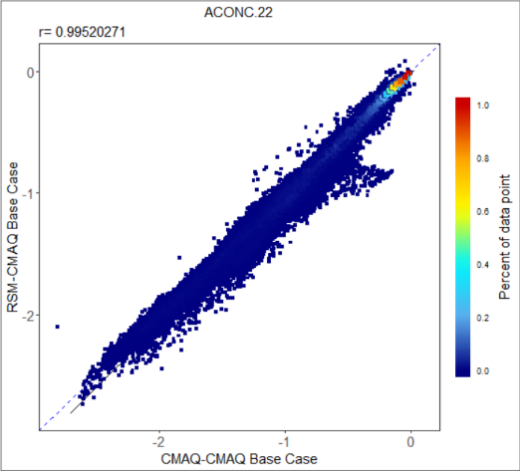 ACONC.22
r= 0.99520271
0
-1
-2
-2
-1
0
RSM-CMAQ Base Case
CMAQ-CMAQ Base Case
1.0
0.8
0.6
0.4
0.2
0.0
Percent of data point